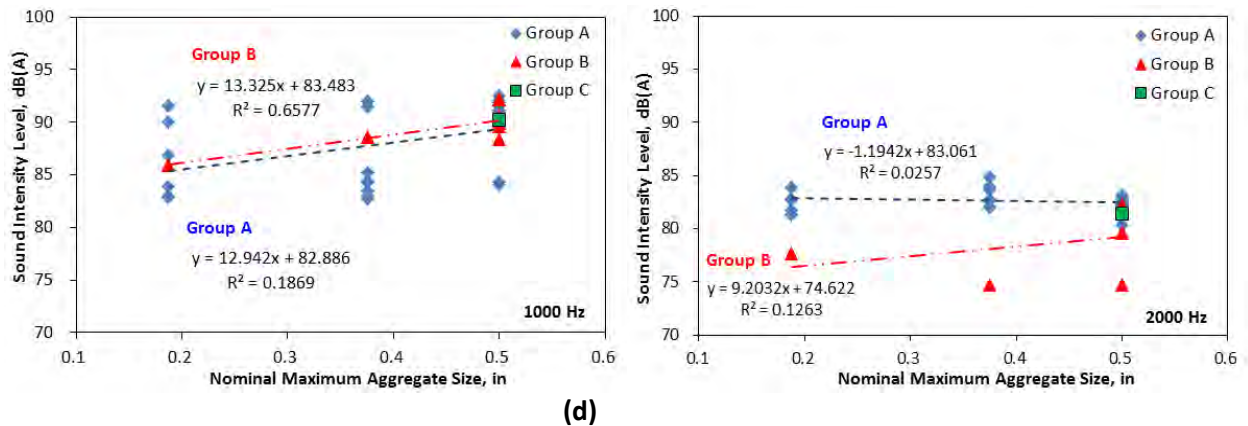 100
95
90
85
80
75
70
Sound Intensity Level, dB(A)
Group A
Group B
Group C
Group B
y = 13.325x + 83.483
R² = 0.6577
Group A
y = 12.942x + 82.886
R² = 0.1869
1000 Hz
0.1 0.2 0.3 0.4 0.5 0.6
Nominal Maximum Aggregate Size, in
100
95
90
85
80
75
70
Sound Intensity Level, dB(A)
Group A
Group B
Group C
Group A
y = -1.1942x + 83.061
R² = 0.0257
Group B
y = 9.2032x + 74.622
R² = 0.1263
2000 Hz
0.1 0.2 0.3 0.4 0.5 0.6
Nominal Maximum Aggregate Size, in
(d)